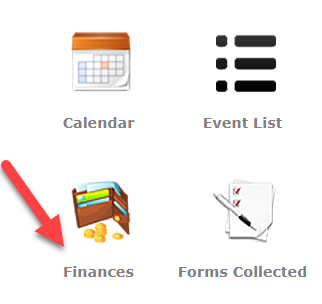 Calendar
Event List
Finances
Forms Collected